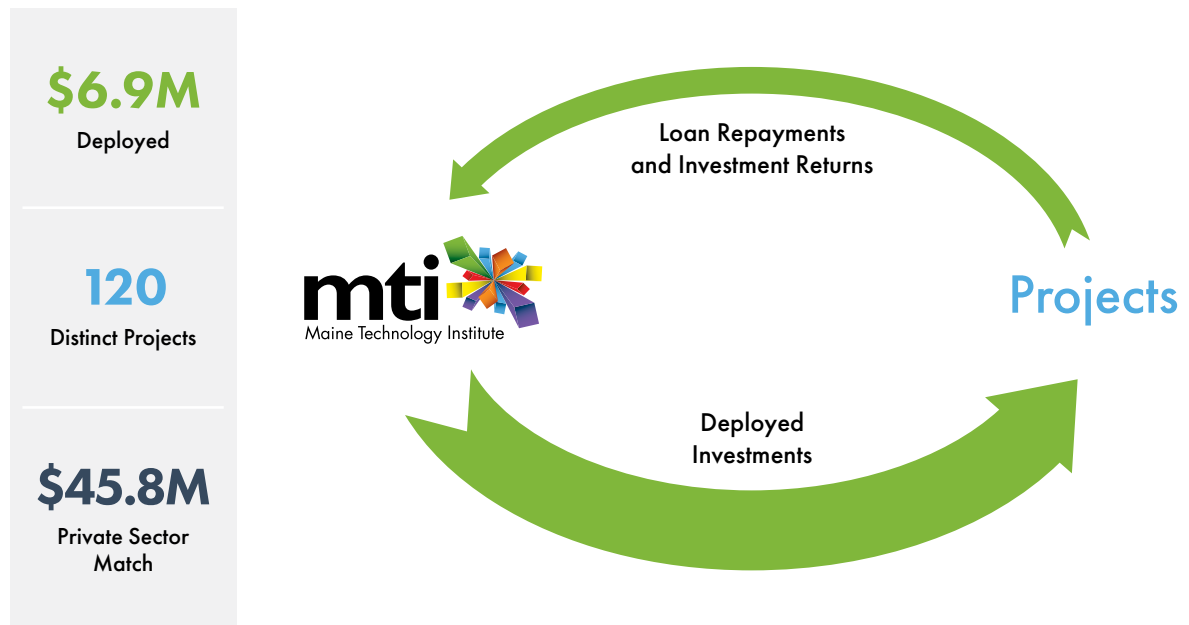 $6.9M
Deployed
120
Distinct Projects
$45.8M
Private Sector
Match
Loan Repayments
and Investment Returns
mti
Maine Technology Institute
Projects
Deployed
Investments